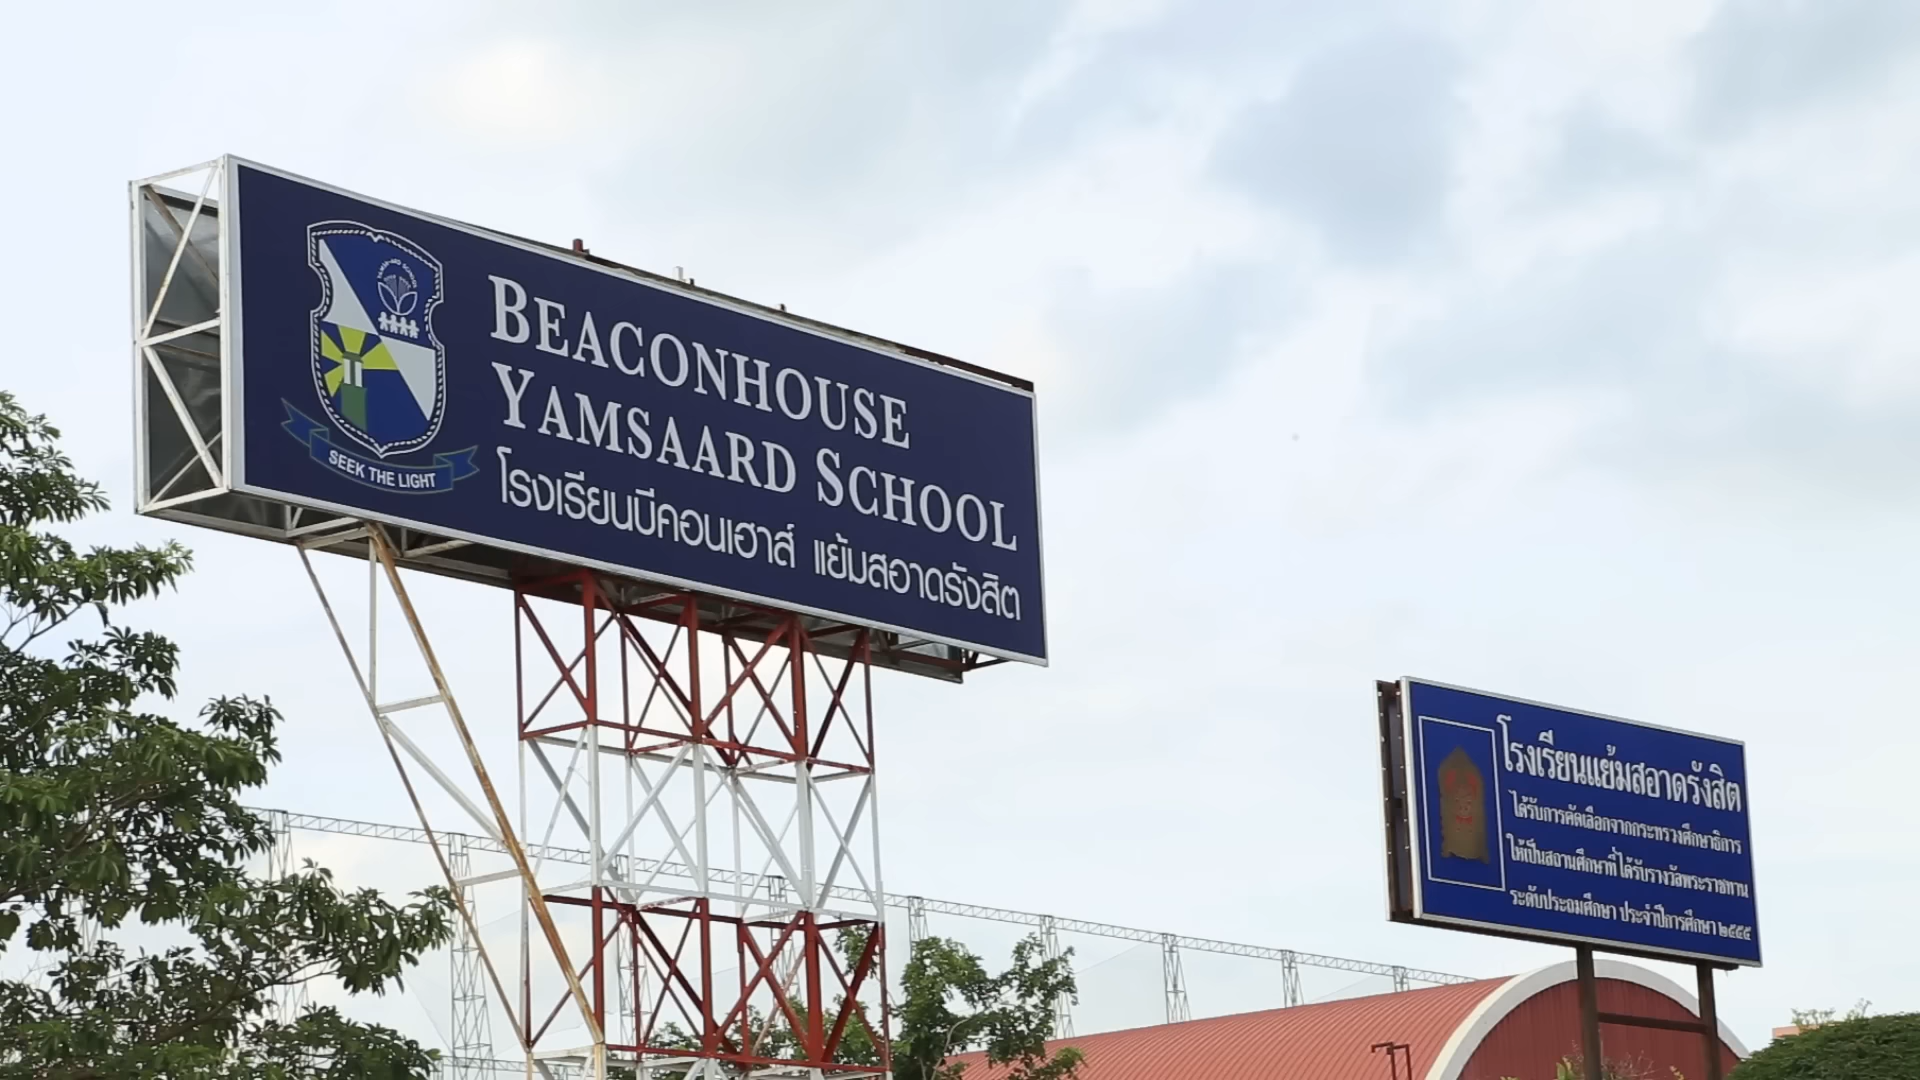 YAMSA-ARD SCHOOL
SEEK THE LIGHT
BEACONHOUSE
YAMSAARD SCHOOL
โรงเรียนบีคอนเฮาส์ แย้มสอาดรังสิต
โรงเรียนแย้มสอาดรังสิต
ได้รับการคัดเลือกจากกระทรวงศึกษาธิการ
ให้เป็นสถานศึกษาที่ได้รับรางวัลพระราชทาน
ระดับประถมศึกษา ประจำปีการศึกษา ๒๕๕๕